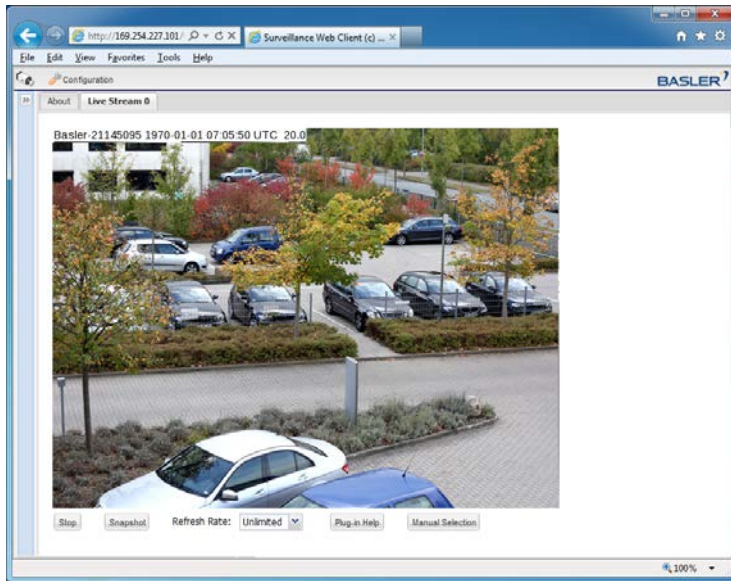 http://169.254.227.101/
Surveillance Web Client (c) ...
File Edit View Favorites Tools Help
Configuration
BASLER
About Live Stream 0
Basler-21145095 1970-01-01 07:05:50 UTC 20.0
Stop Snapshot Refresh Rate: Unlimited Plug-in Help Manual Selection
100%